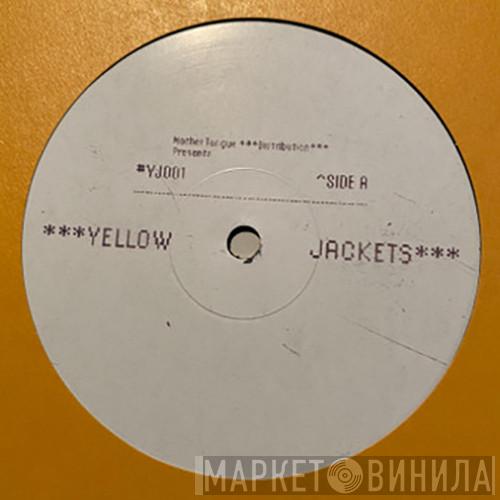 Mother Tongue ***Distribution***
Presents
#YJ001 ^SIDE A
***YELLOW JACKETS***
МАРКЕТ ВИНИЛА